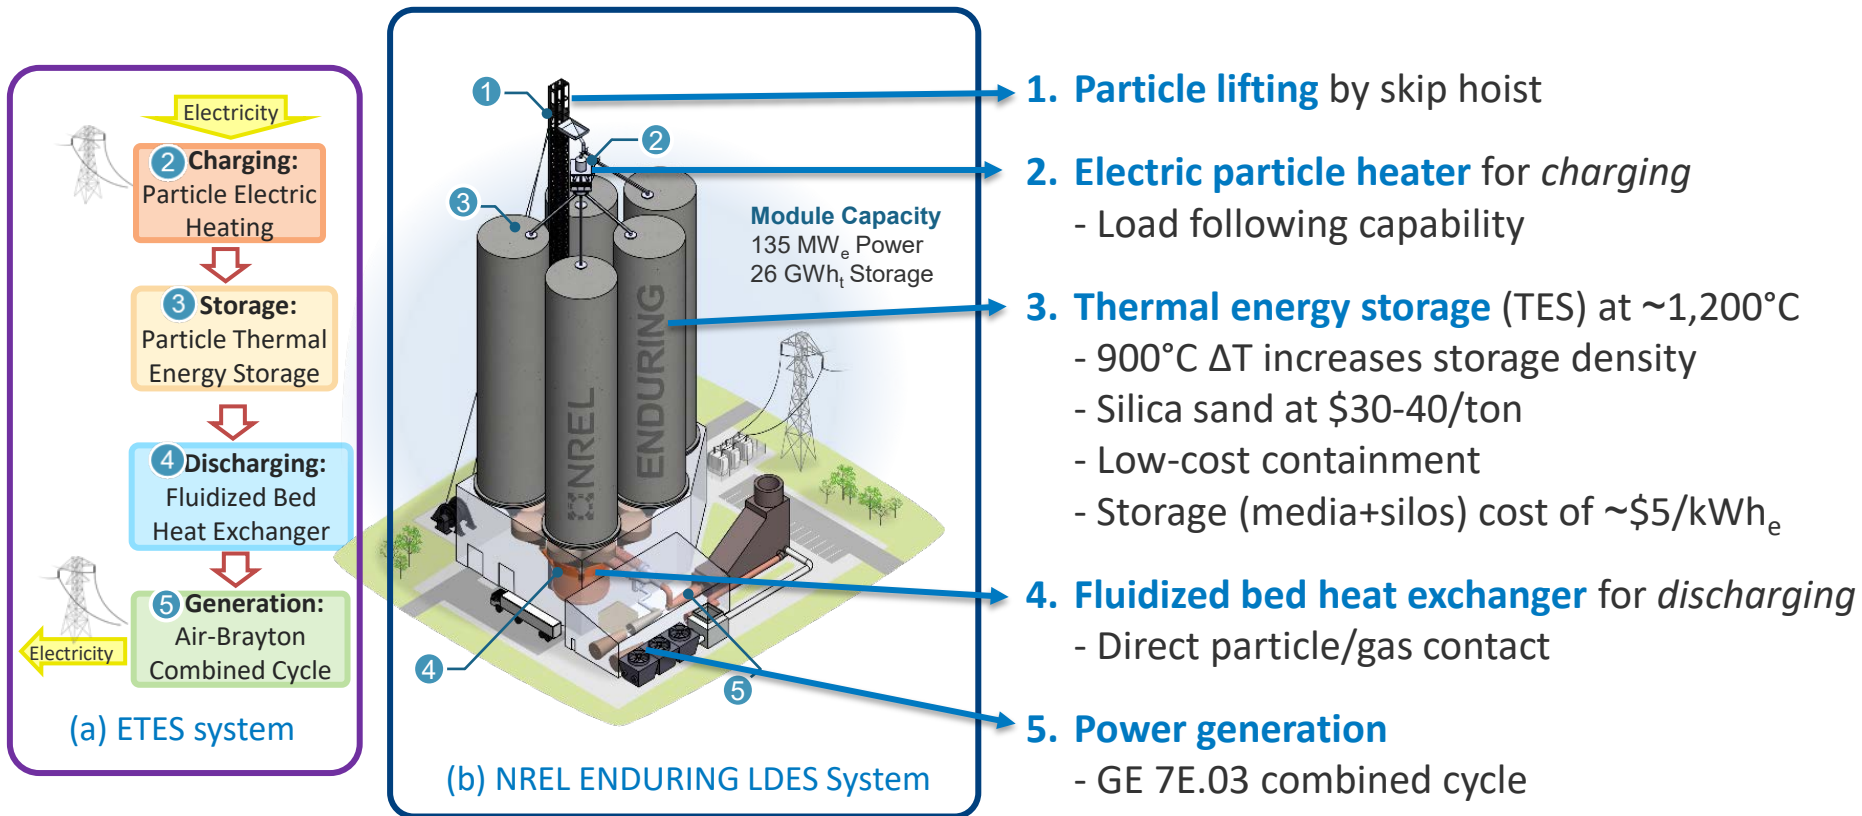 Electricity
2 Charging:
Particle Electric
Heating
3 Storage:
Particle Thermal
Energy Storage
4 Discharging:
Fluidized Bed
Heat Exchanger
5 Generation:
Air-Brayton
Combined Cycle
Electricity
(a) ETES system
1
2
3
Module Capacity
135 MWₑ Power
26 GWhₜ Storage
NREL
ENDURING
4
4
5
(b) NREL ENDURING LDES System
1. Particle lifting by skip hoist
2. Electric particle heater for charging
- Load following capability
3. Thermal energy storage (TES) at ~1,200°C
- 900°C ΔT increases storage density
- Silica sand at $30-40/ton
- Low-cost containment
- Storage (media+silos) cost of ~$5/kWhₑ
4. Fluidized bed heat exchanger for discharging
- Direct particle/gas contact
5. Power generation
- GE 7E.03 combined cycle